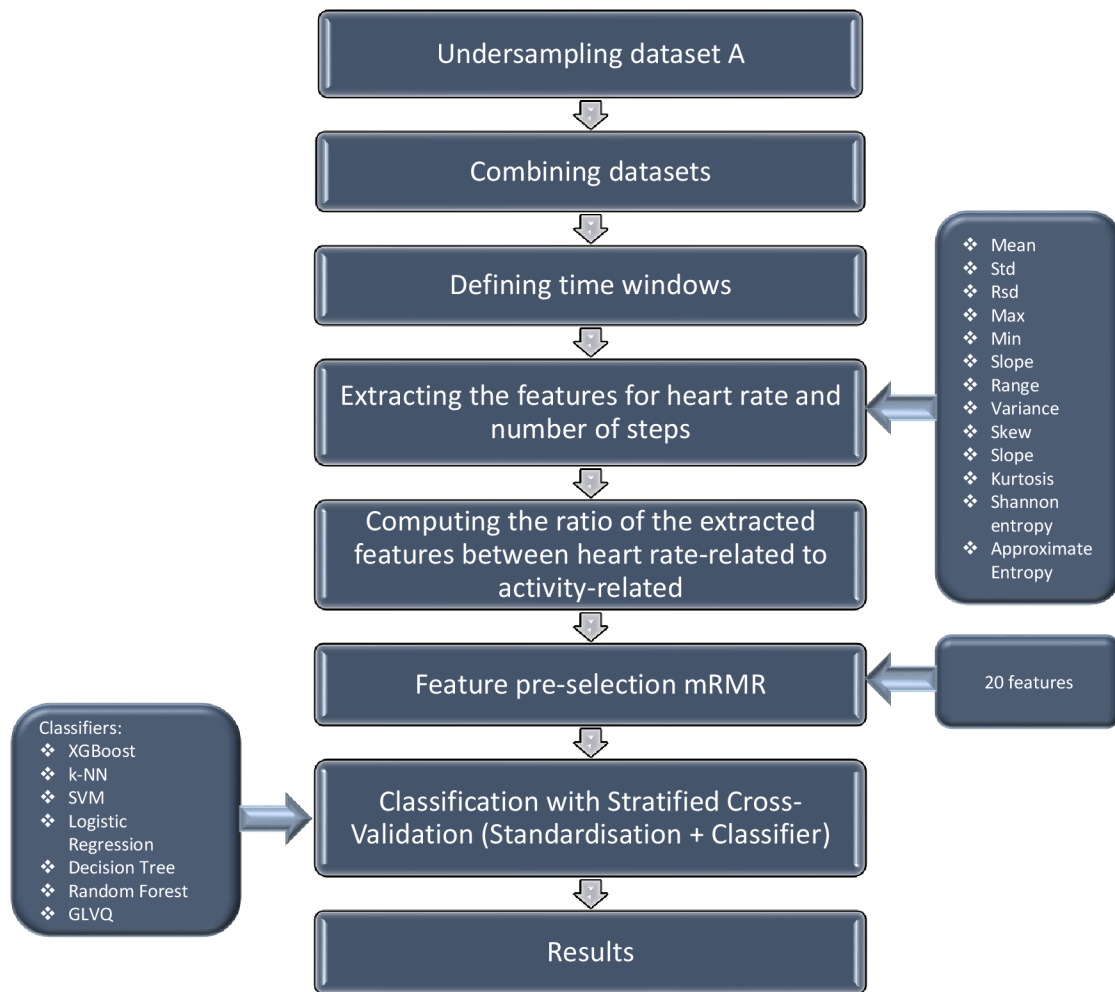 Undersampling dataset A
Combining datasets
Defining time windows
Extracting the features for heart rate and
number of steps
❖ Mean
❖ Std
❖ Rsd
❖ Max
❖ Min
❖ Slope
❖ Range
❖ Variance
❖ Skew
❖ Slope
❖ Kurtosis
❖ Shannon
entropy
❖ Approximate
Entropy
Computing the ratio of the extracted
features between heart rate-related to
activity-related
Feature pre-selection mRMR
20 features
Classifiers:
❖ XGBoost
❖ k-NN
❖ SVM
❖ Logistic
Regression
❖ Decision Tree
❖ Random Forest
❖ GLVQ
Classification with Stratified Cross-
Validation (Standardisation + Classifier)
Results